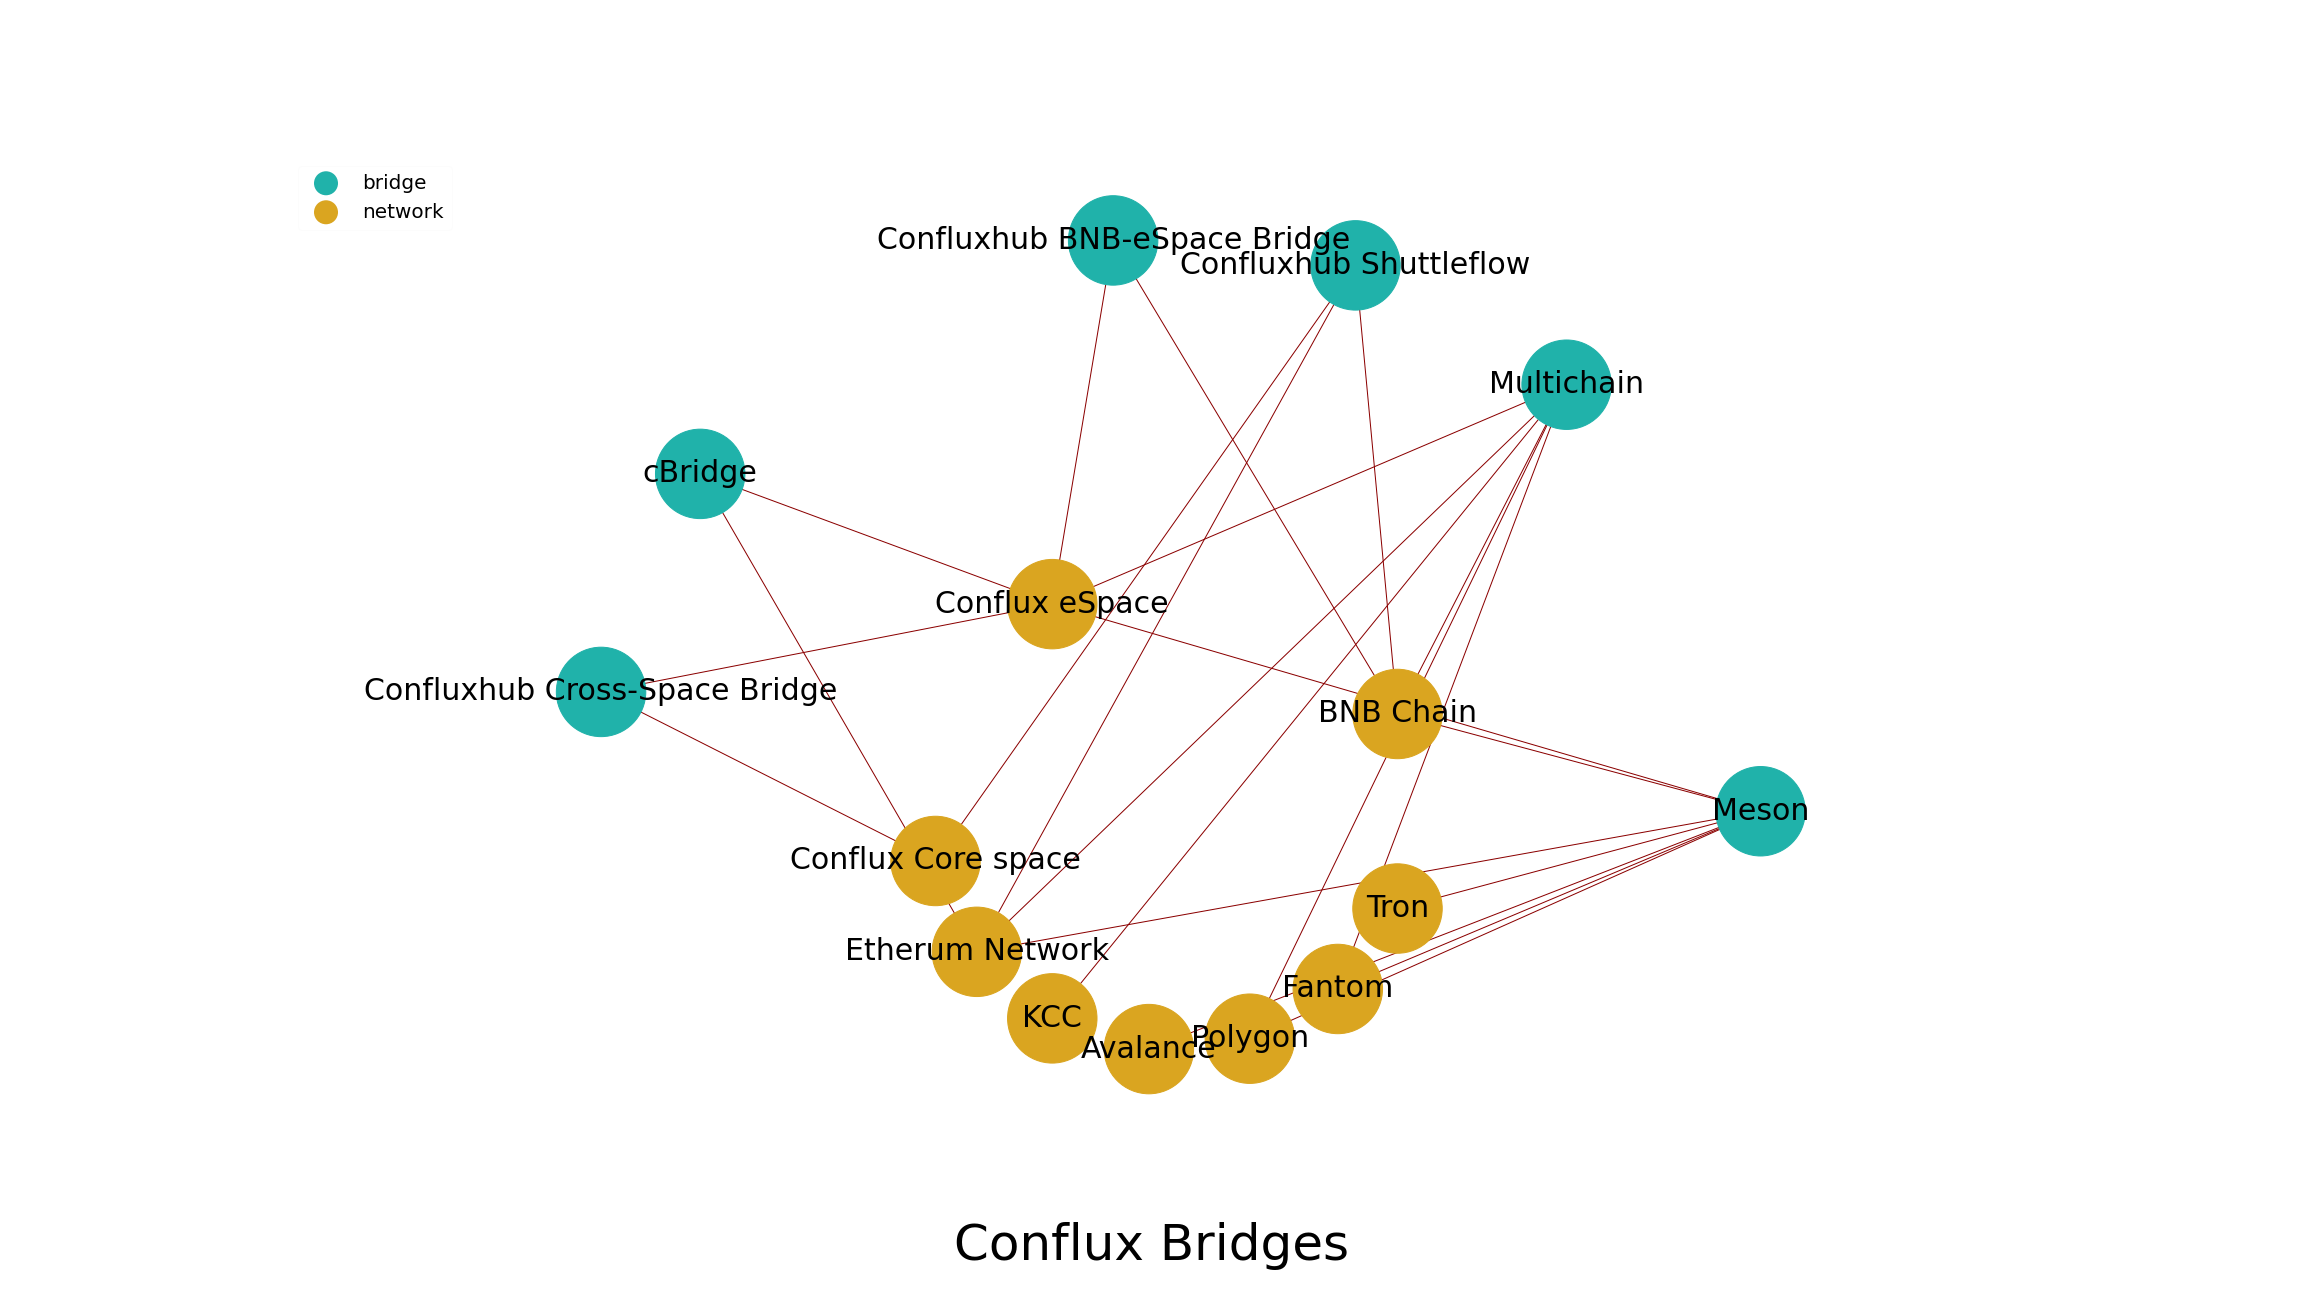 bridge
network
Confluxhub BNB-eSpace Bridge
Confluxhub Shuttleflow
Multichain
cBridge
Conflux eSpace
Confluxhub Cross-Space Bridge
BNB Chain
Meson
Conflux Core space
Tron
Etherum Network
Fantom
KCC
Polygon
Avalance
Conflux Bridges